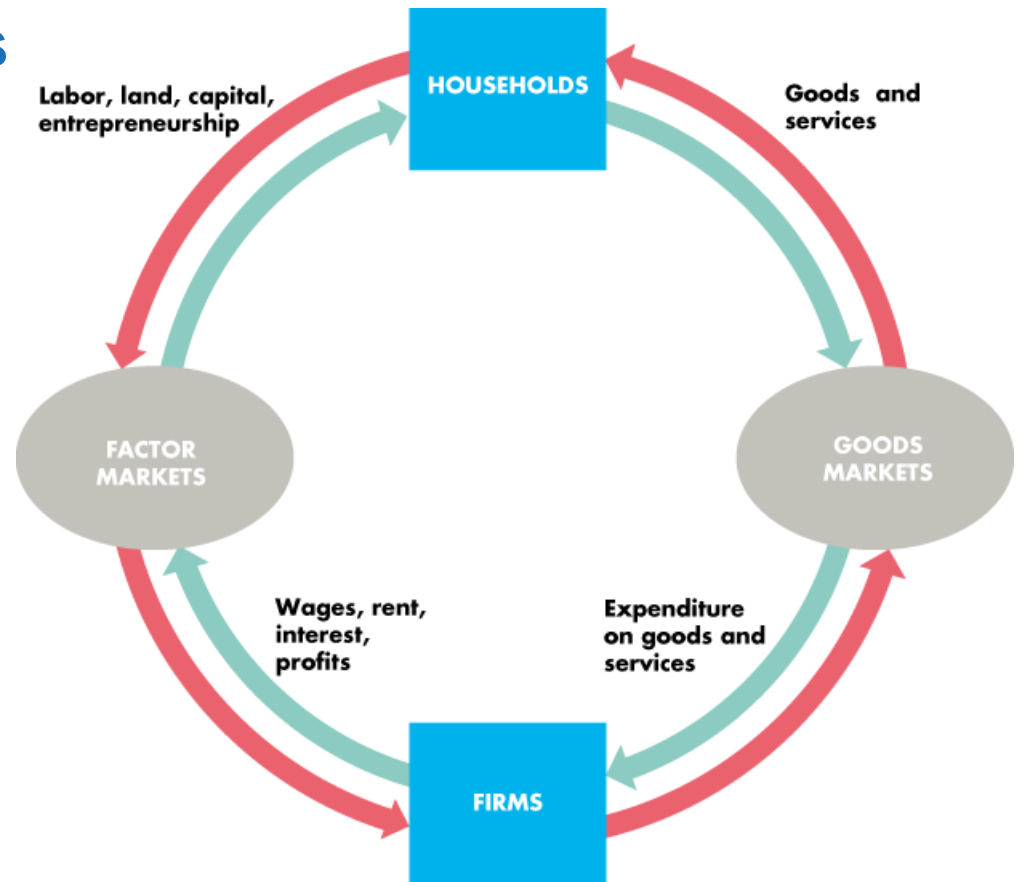 s
HOUSEHOLDS
Labor, land, capital,
entrepreneurship
Goods and
services
FACTOR
MARKETS
GOODS
MARKETS
Wages, rent,
interest,
profits
Expenditure
on goods and
services
FIRMS